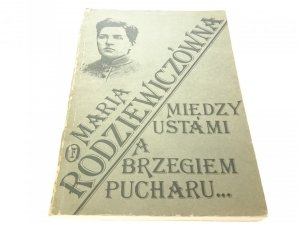 MARIA
RODZIEWICZÓWNA
MIĘDZY
USTAMI
A
BRZEGIEM
PUCHARU...